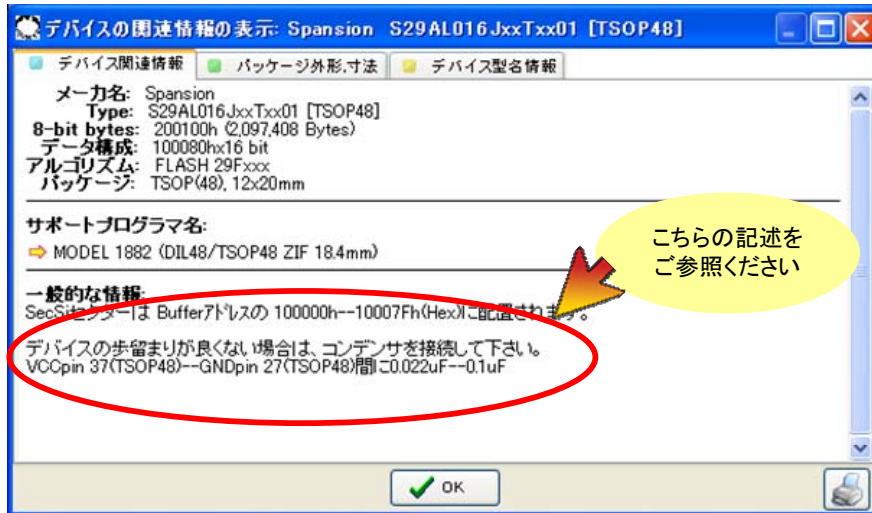 デバイスの関連情報の表示: Spansion S29AL016JxxTxx01 [TSOP48]
デバイス関連情報 パッケージ外形,寸法 デバイス型名情報
メーカ名: Spansion
Type: S29AL016JxxTxx01 [TSOP48]
8-bit bytes: 200100h (2,097,408 Bytes)
データ構成: 100080hx16 bit
アルゴリズム: FLASH 29Fxxx
パッケージ: TSOP(48), 12x20mm
サポートプログラマ名:
MODEL 1882 (DIL48/TSOP48 ZIF 18.4mm)
こちらの記述を
ご参照ください
一般的な情報:
SecSiセクターは Bufferアドレスの 100000h--10007Fh(Hex)に配置されます。
デバイスの歩留まりが良くない場合は、コンデンサを接続して下さい。
VCCpin 37(TSOP48)--GNDpin 27(TSOP48)間に0.022uF--0.1uF
OK